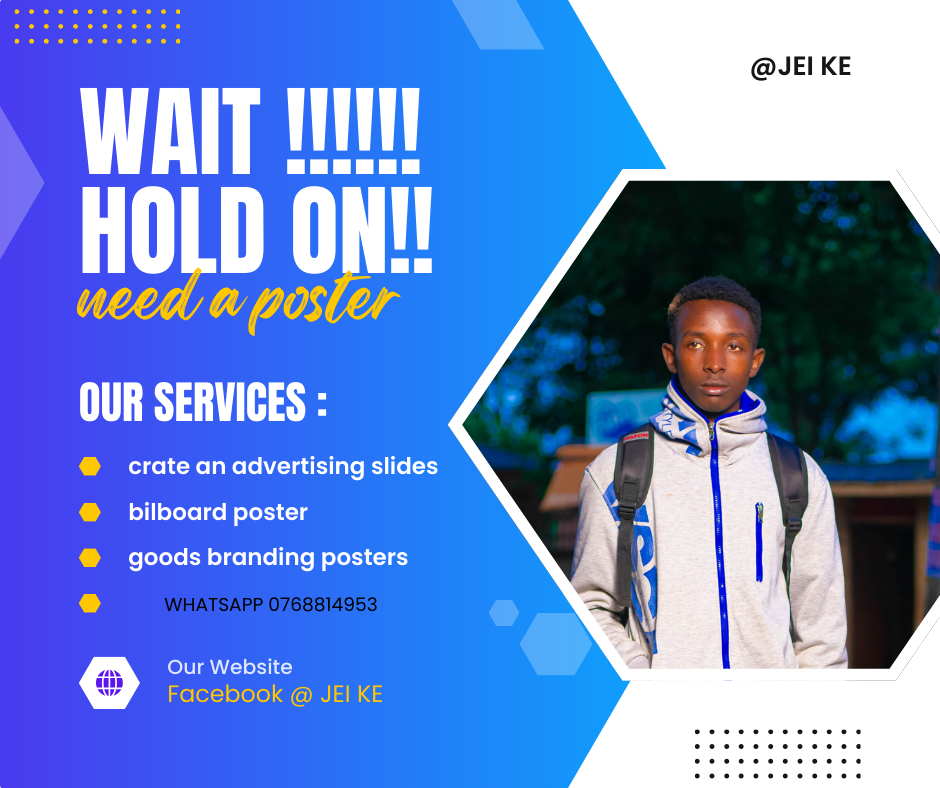 @JEI KE
WAIT !!!!!!
HOLD ON!!
need a poster
OUR SERVICES :
crate an advertising slides
bilboard poster
goods branding posters
WHATSAPP 0768814953
Our Website
Facebook @ JEI KE